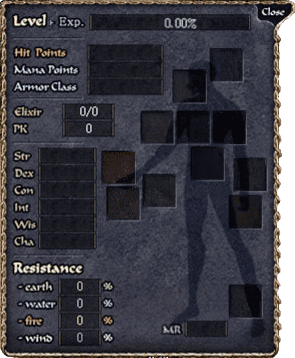 Close
Level - Exp. 0.00%
Hit Points
Mana Points
Armor Class
Elixir 0/0
PK 0
Str
Dex
Con
Int
Wis
Cha
Resistance
- earth 0 %
- water 0 %
- fire 0 %
- wind 0 %
MR